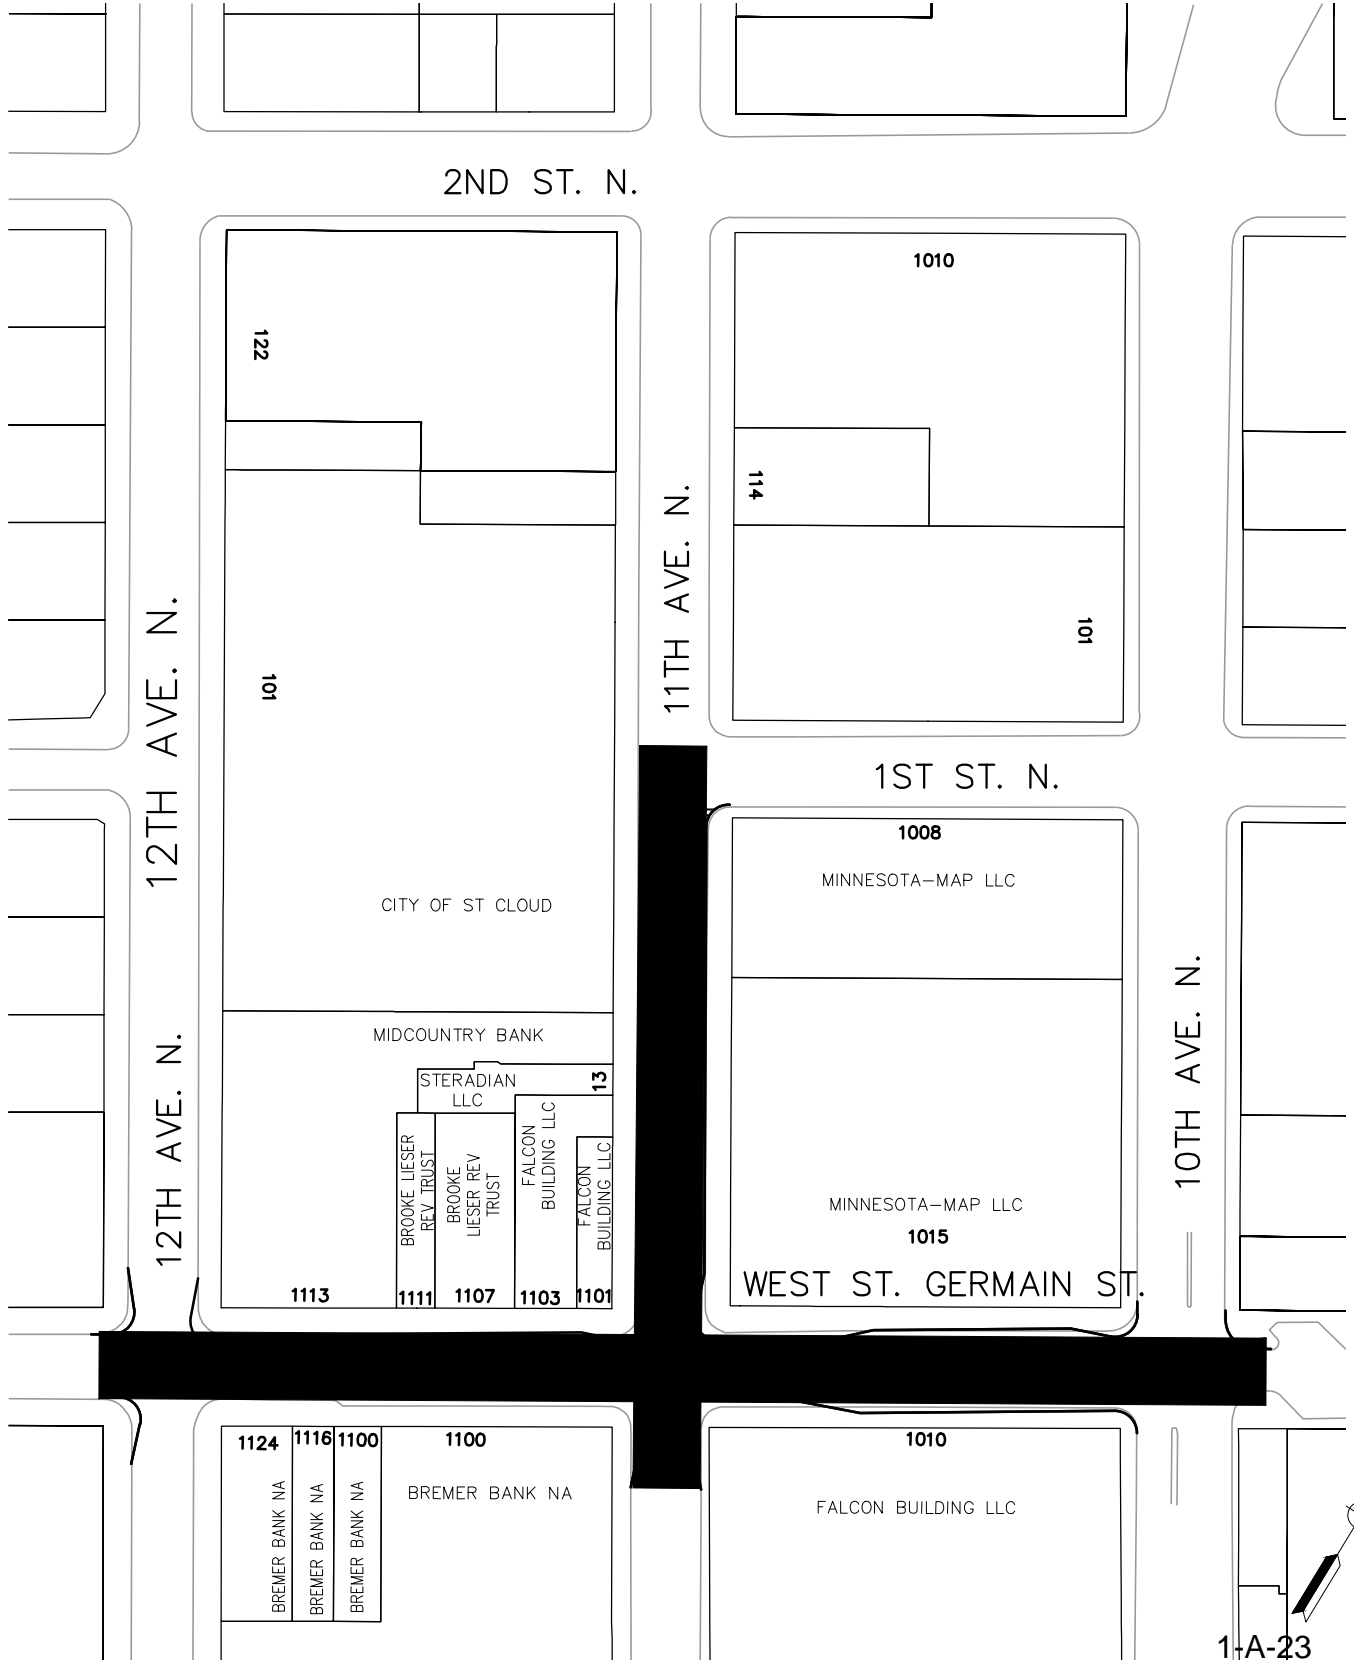 2ND ST. N.
1010
122
114
11TH AVE. N.
101
12TH AVE. N.
101
1ST ST. N.
1008
MINNESOTA-MAP LLC
CITY OF ST CLOUD
10TH AVE. N.
MIDCOUNTRY BANK
12TH AVE. N.
STERADIAN
LLC
13
BROOKE LIESER
REV TRUST
BROOKE
LIESER REV
TRUST
FALCON
BUILDING LLC
FALCON
BUILDING LLC
MINNESOTA-MAP LLC
1015
WEST ST. GERMAIN ST.
1113
1111
1107
1103
1101
1124
1116
1100
1100
1010
BREMER BANK NA
BREMER BANK NA
BREMER BANK NA
BREMER BANK NA
FALCON BUILDING LLC
1-A-23